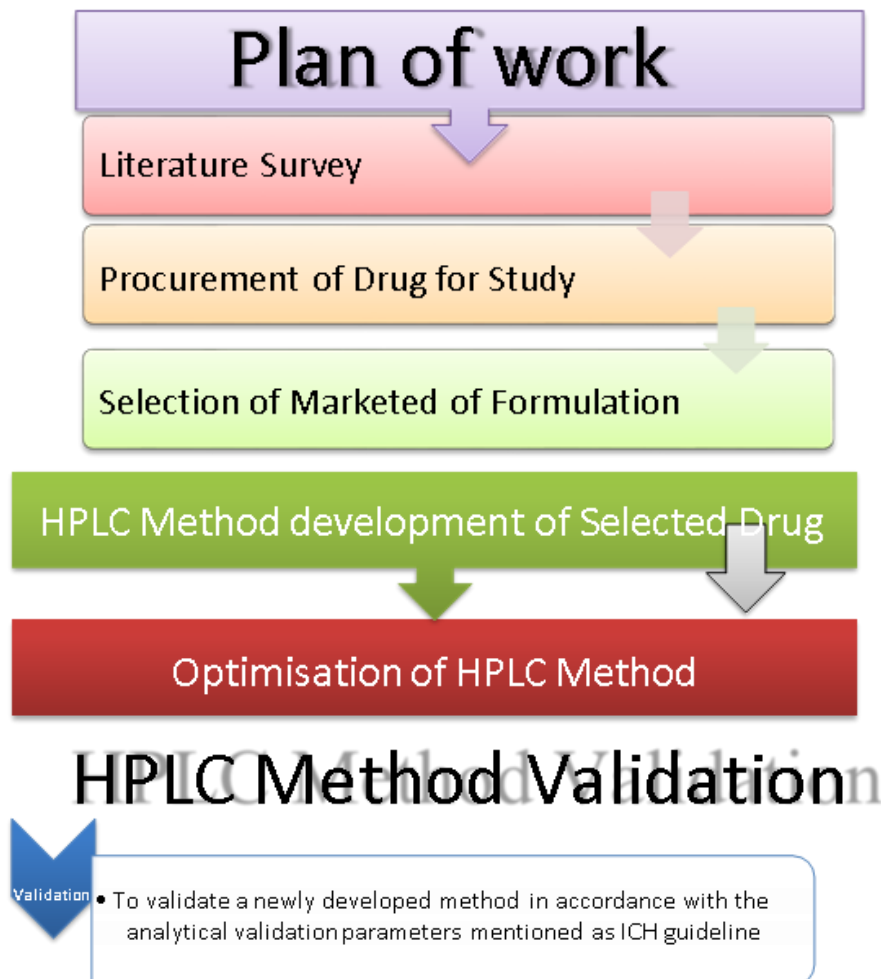 Plan of work
Literature Survey
Procurement of Drug for Study
Selection of Marketed of Formulation
HPLC Method development of Selected Drug
Optimisation of HPLC Method
HPLC Method Validation
Validation
• To validate a newly developed method in accordance with the
analytical validation parameters mentioned as ICH guideline